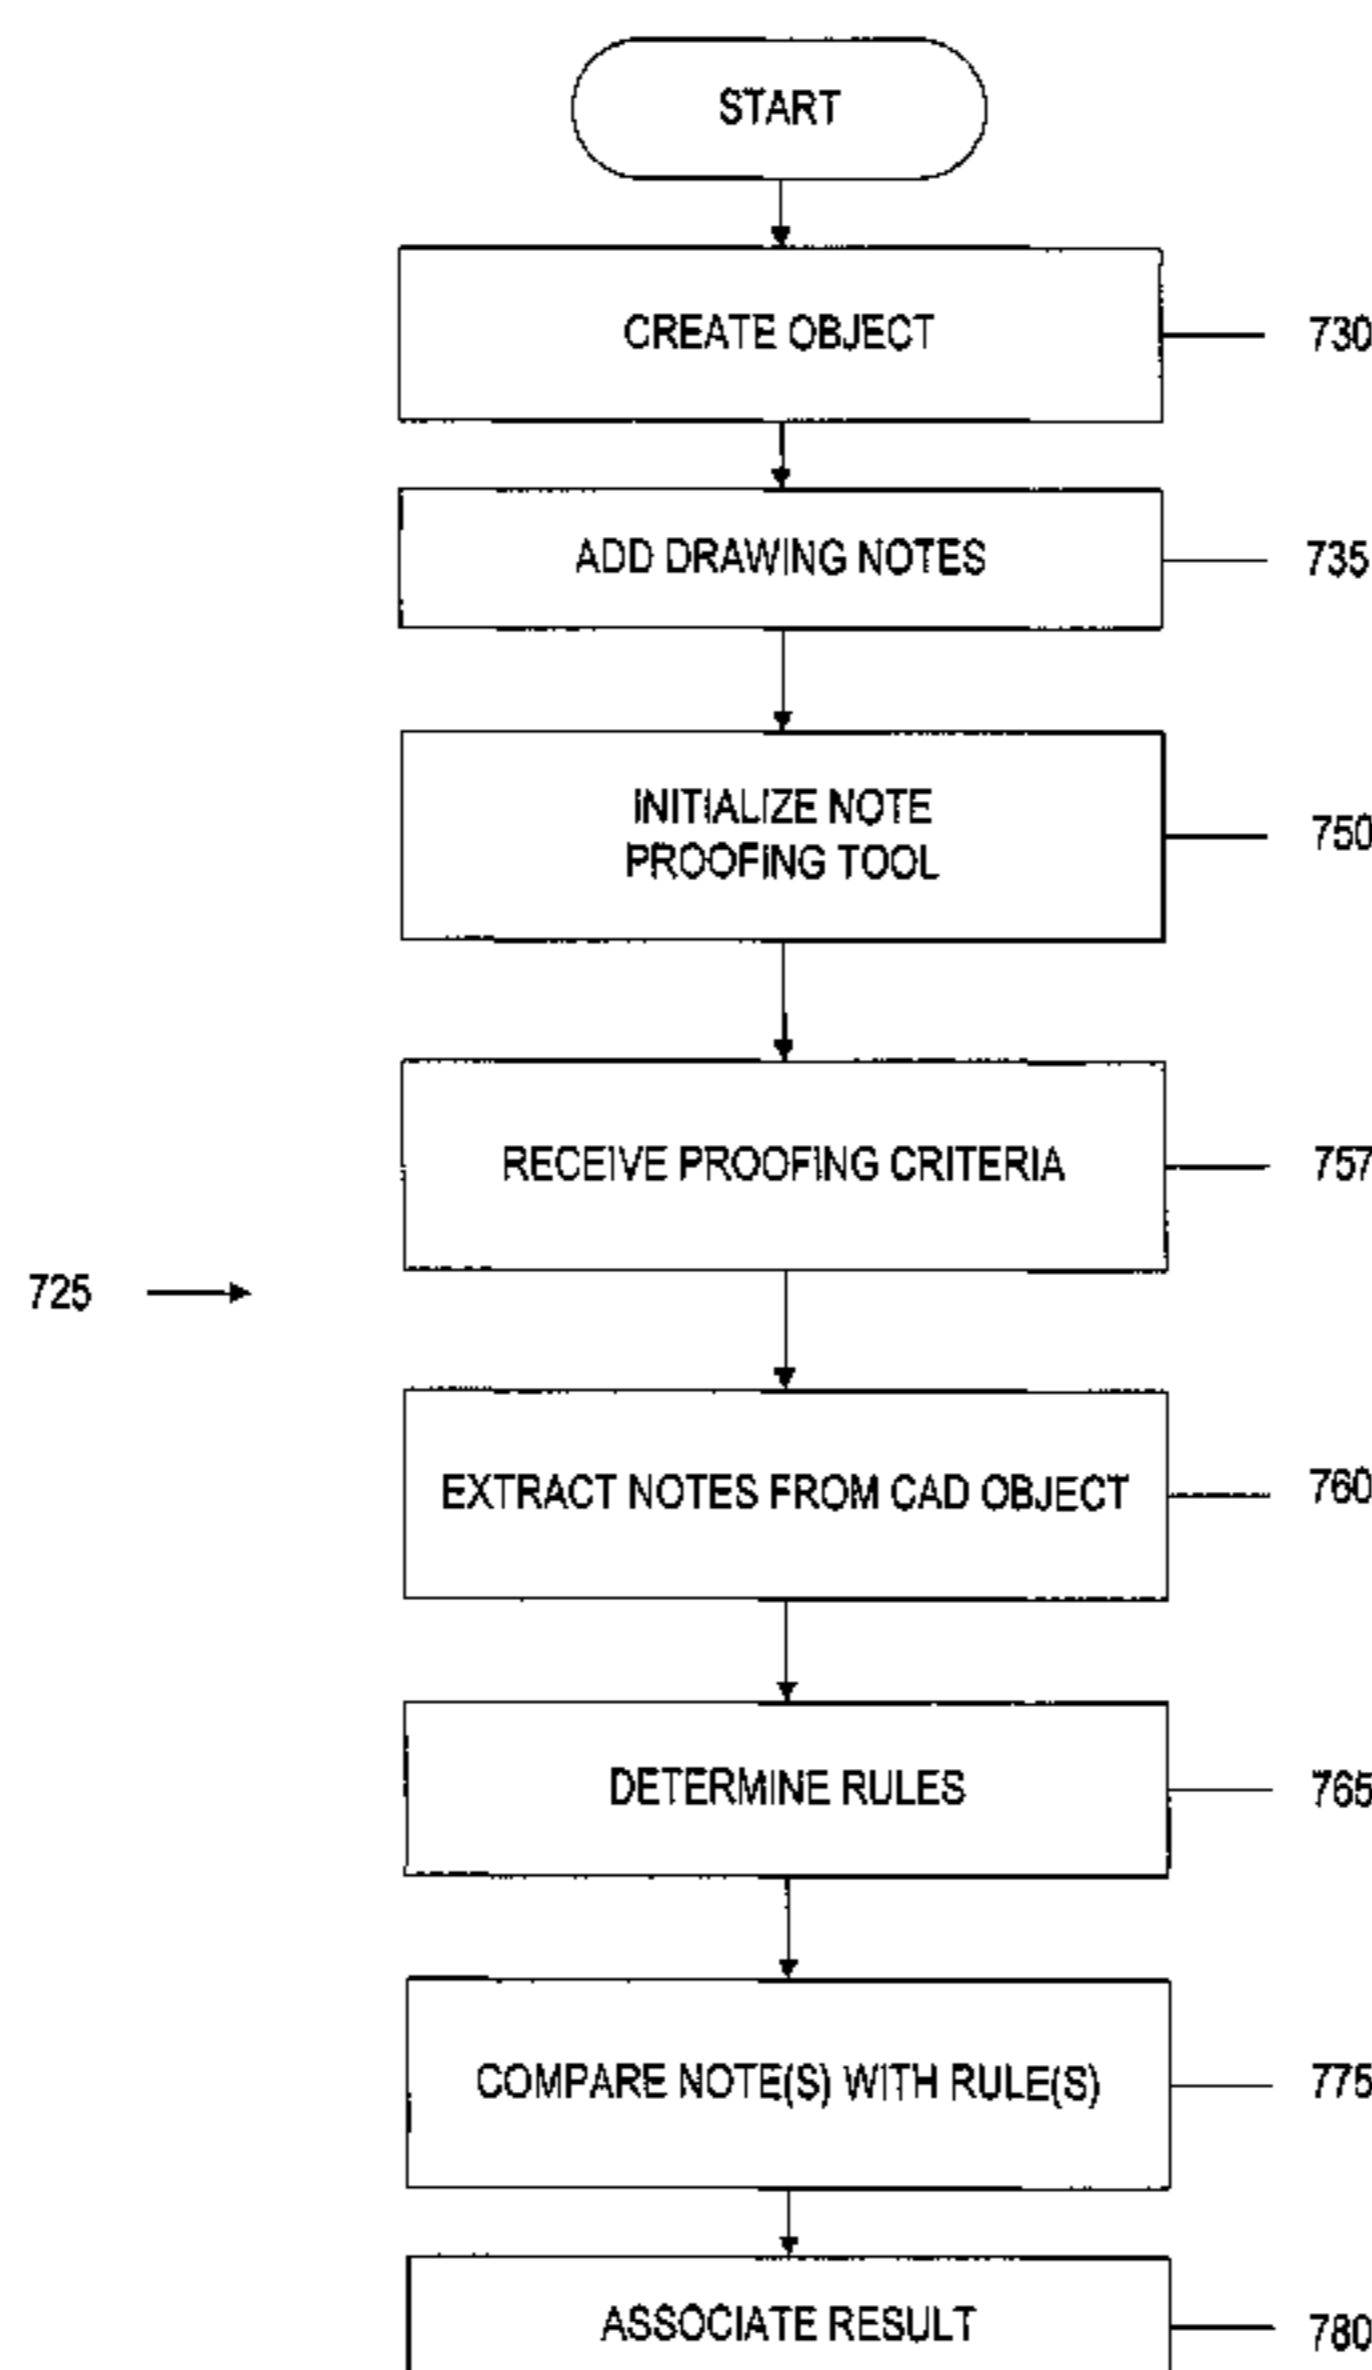 START
CREATE OBJECT
730
ADD DRAWING NOTES
735
INITIALIZE NOTE
PROOFING TOOL
750
RECEIVE PROOFING CRITERIA
757
725
EXTRACT NOTES FROM CAD OBJECT
760
DETERMINE RULES
765
COMPARE NOTE(S) WITH RULE(S)
775
ASSOCIATE RESULT
780